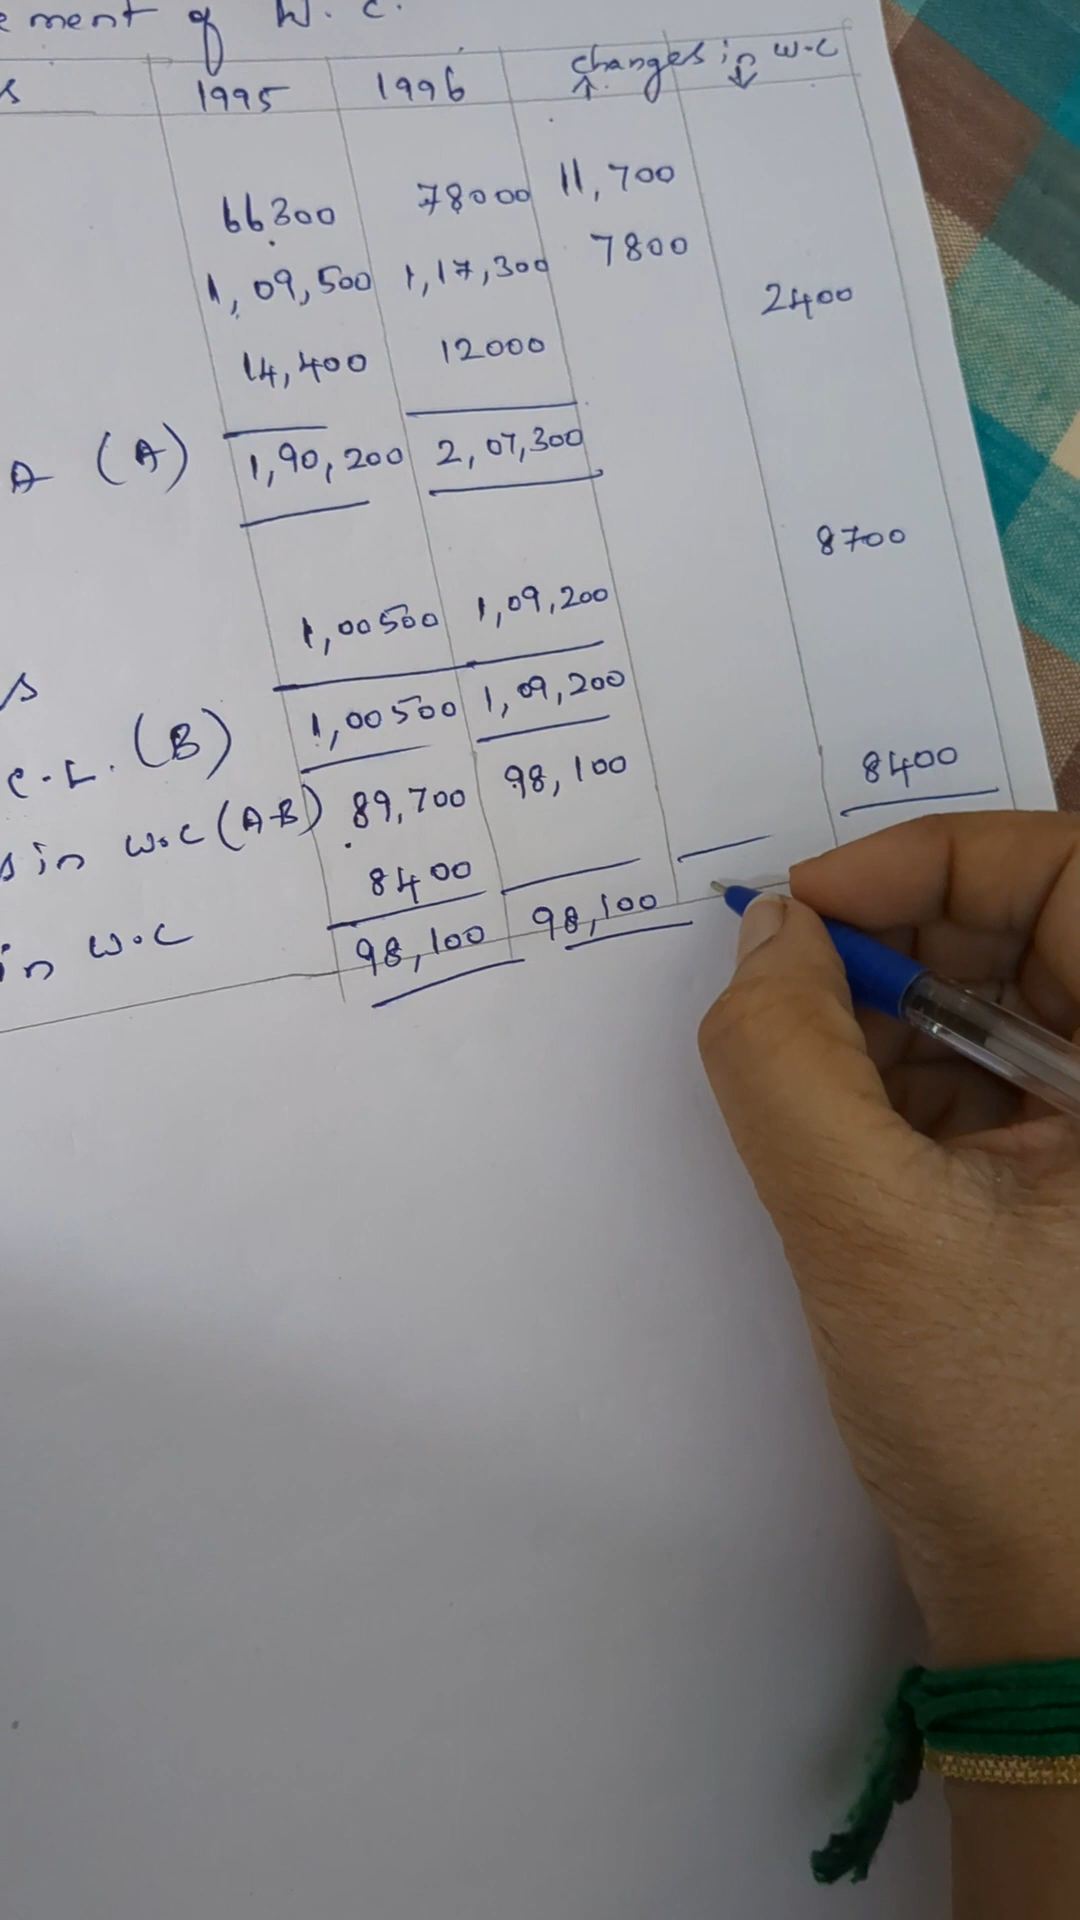 ement of W. C.
s 1995 1996 changes in W.C
↑ ↓
66300 78000 11,700
1,09,500 1,17,300 7800
14,400 12000 2400
A (A) 1,90,200 2,07,300
1,00500 1,09,200 8700
s
C.L. (B) 1,00500 1,09,200
s in W.C (A-B) 89,700 98,100
8400 8400
in W.C 98,100 98,100